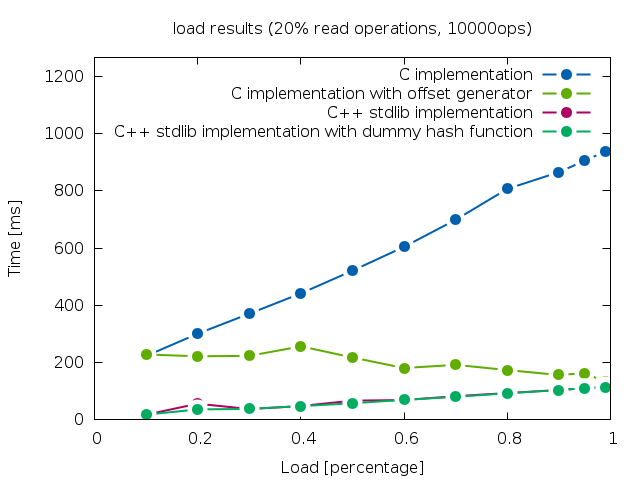 load results (20% read operations, 10000ops)
C implementation
C implementation with offset generator
C++ stdlib implementation
C++ stdlib implementation with dummy hash function
1200
1000
800
600
400
200
0
Time [ms]
0 0.2 0.4 0.6 0.8 1
Load [percentage]